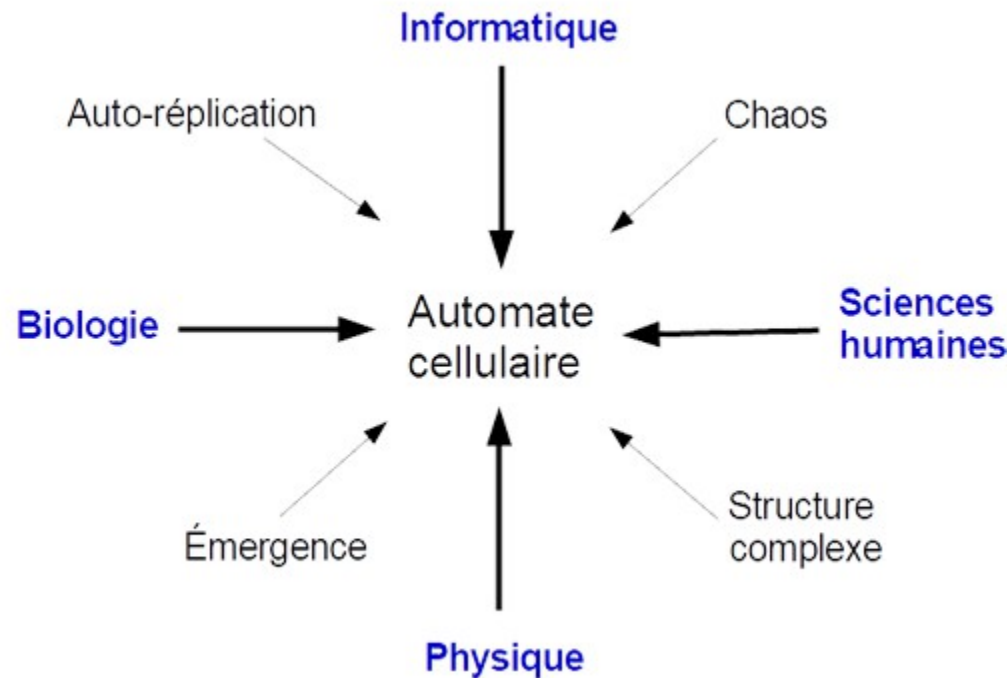 Informatique
Auto-réplication
Chaos
Biologie
Automate
cellulaire
Sciences
humaines
Émergence
Structure
complexe
Physique